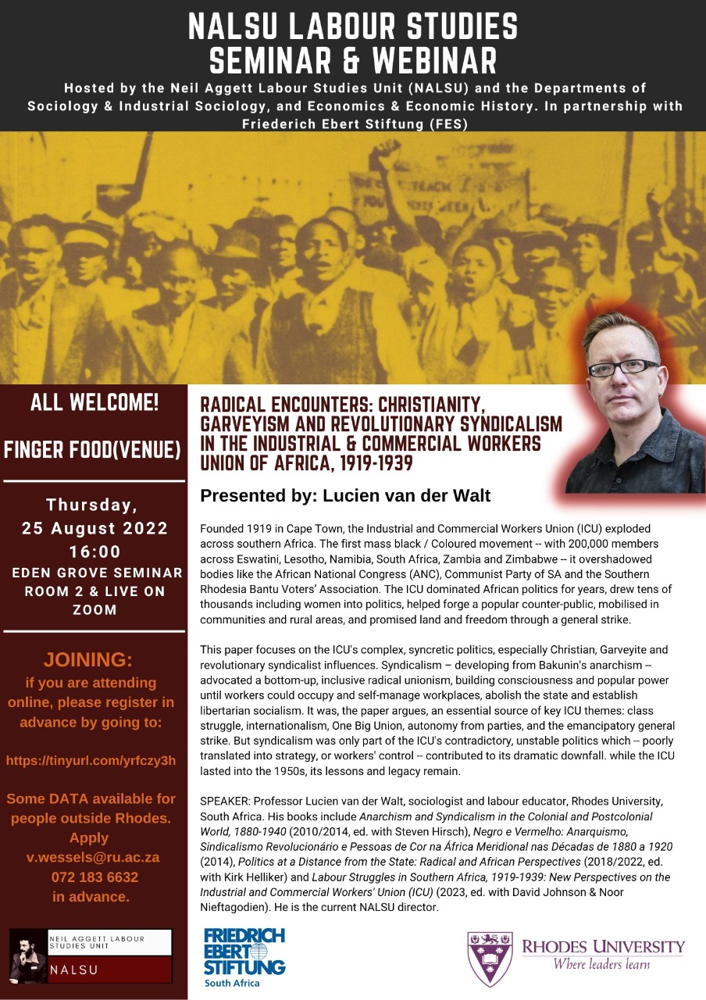 NALSU LABOUR STUDIES
SEMINAR & WEBINAR
Hosted by the Neil Aggett Labour Studies Unit (NALSU) and the Departments of
Sociology & Industrial Sociology, and Economics & Economic History. In partnership with
Friederich Ebert Stiftung (FES)
TEACH
ALL WELCOME!
FINGER FOOD(VENUE)
Thursday,
25 August 2022
16:00
EDEN GROVE SEMINAR
ROOM 2 & LIVE ON
ZOOM
JOINING:
if you are attending
online, please register in
advance by going to:
https://tinyurl.com/yrfczy3h
Some DATA available for
people outside Rhodes.
Apply
v.wessels@ru.ac.za
072 183 6632
in advance.
NEIL AGGETT LABOUR
STUDIES UNIT
NALSU
RADICAL ENCOUNTERS: CHRISTIANITY,
GARVEYISM AND REVOLUTIONARY SYNDICALISM
IN THE INDUSTRIAL & COMMERCIAL WORKERS
UNION OF AFRICA, 1919-1939
Presented by: Lucien van der Walt
Founded 1919 in Cape Town, the Industrial and Commercial Workers Union (ICU) exploded
across southern Africa. The first mass black / Coloured movement -- with 200,000 members
across Eswatini, Lesotho, Namibia, South Africa, Zambia and Zimbabwe -- it overshadowed
bodies like the African National Congress (ANC), Communist Party of SA and the Southern
Rhodesia Bantu Voters’ Association. The ICU dominated African politics for years, drew tens of
thousands including women into politics, helped forge a popular counter-public, mobilised in
communities and rural areas, and promised land and freedom through a general strike.
This paper focuses on the ICU's complex, syncretic politics, especially Christian, Garveyite and
revolutionary syndicalist influences. Syndicalism – developing from Bakunin's anarchism --
advocated a bottom-up, inclusive radical unionism, building consciousness and popular power
until workers could occupy and self-manage workplaces, abolish the state and establish
libertarian socialism. It was, the paper argues, an essential source of key ICU themes: class
struggle, internationalism, One Big Union, autonomy from parties, and the emancipatory general
strike. But syndicalism was only part of the ICU's contradictory, unstable politics which -- poorly
translated into strategy, or workers' control -- contributed to its dramatic downfall. while the ICU
lasted into the 1950s, its lessons and legacy remain.
SPEAKER: Professor Lucien van der Walt, sociologist and labour educator, Rhodes University,
South Africa. His books include Anarchism and Syndicalism in the Colonial and Postcolonial
World, 1880-1940 (2010/2014, ed. with Steven Hirsch), Negro e Vermelho: Anarquismo,
Sindicalismo Revolucionário e Pessoas de Cor na África Meridional nas Décadas de 1880 a 1920
(2014), Politics at a Distance from the State: Radical and African Perspectives (2018/2022, ed.
with Kirk Helliker) and Labour Struggles in Southern Africa, 1919-1939: New Perspectives on the
Industrial and Commercial Workers' Union (ICU) (2023, ed. with David Johnson & Noor
Nieftagodien). He is the current NALSU director.
FRIEDRICH
EBERT
STIFTUNG
South Africa
RHODES UNIVERSITY
Where leaders learn